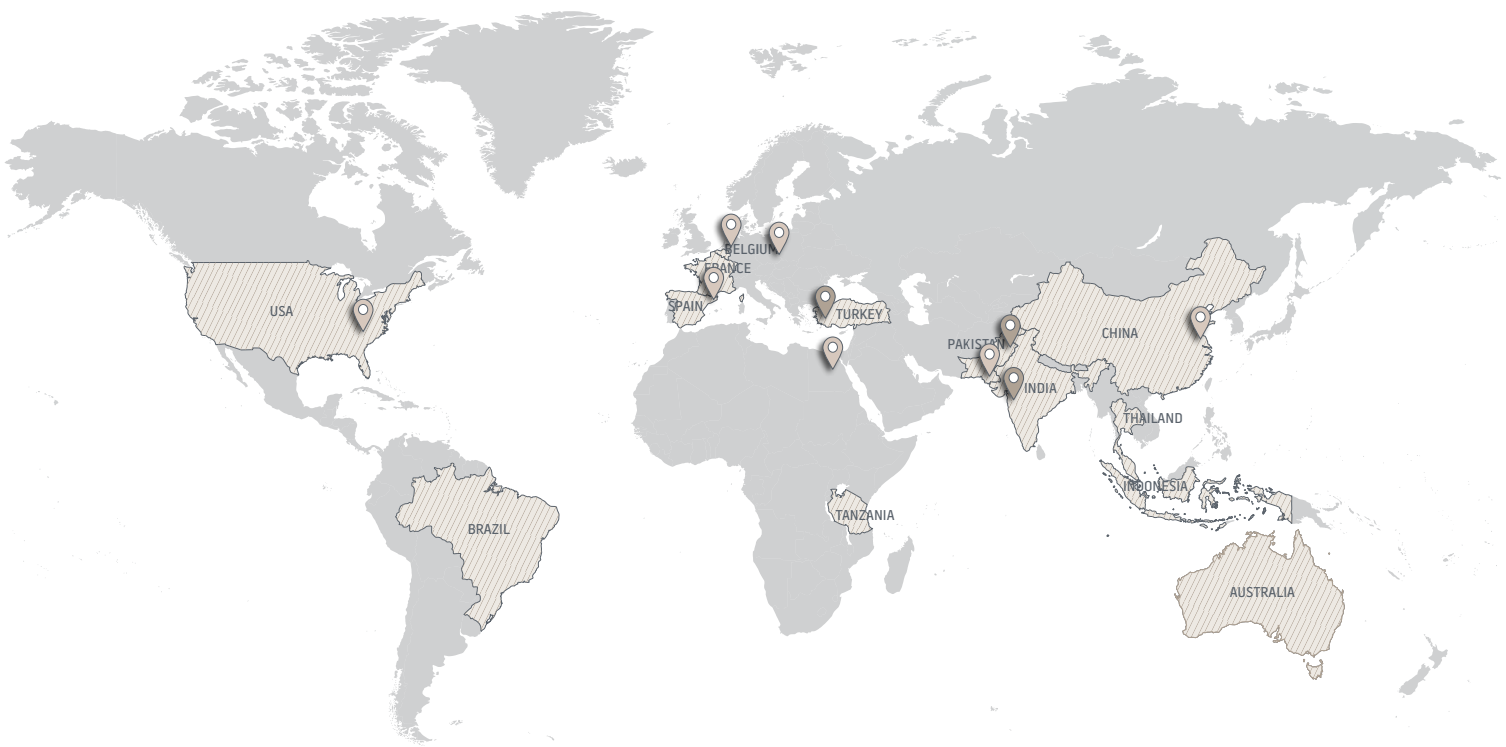 BELGIUM
FRANCE
SPAIN
USA
TURKEY
CHINA
PAKISTAN
INDIA
THAILAND
INDONESIA
TANZANIA
BRAZIL
AUSTRALIA